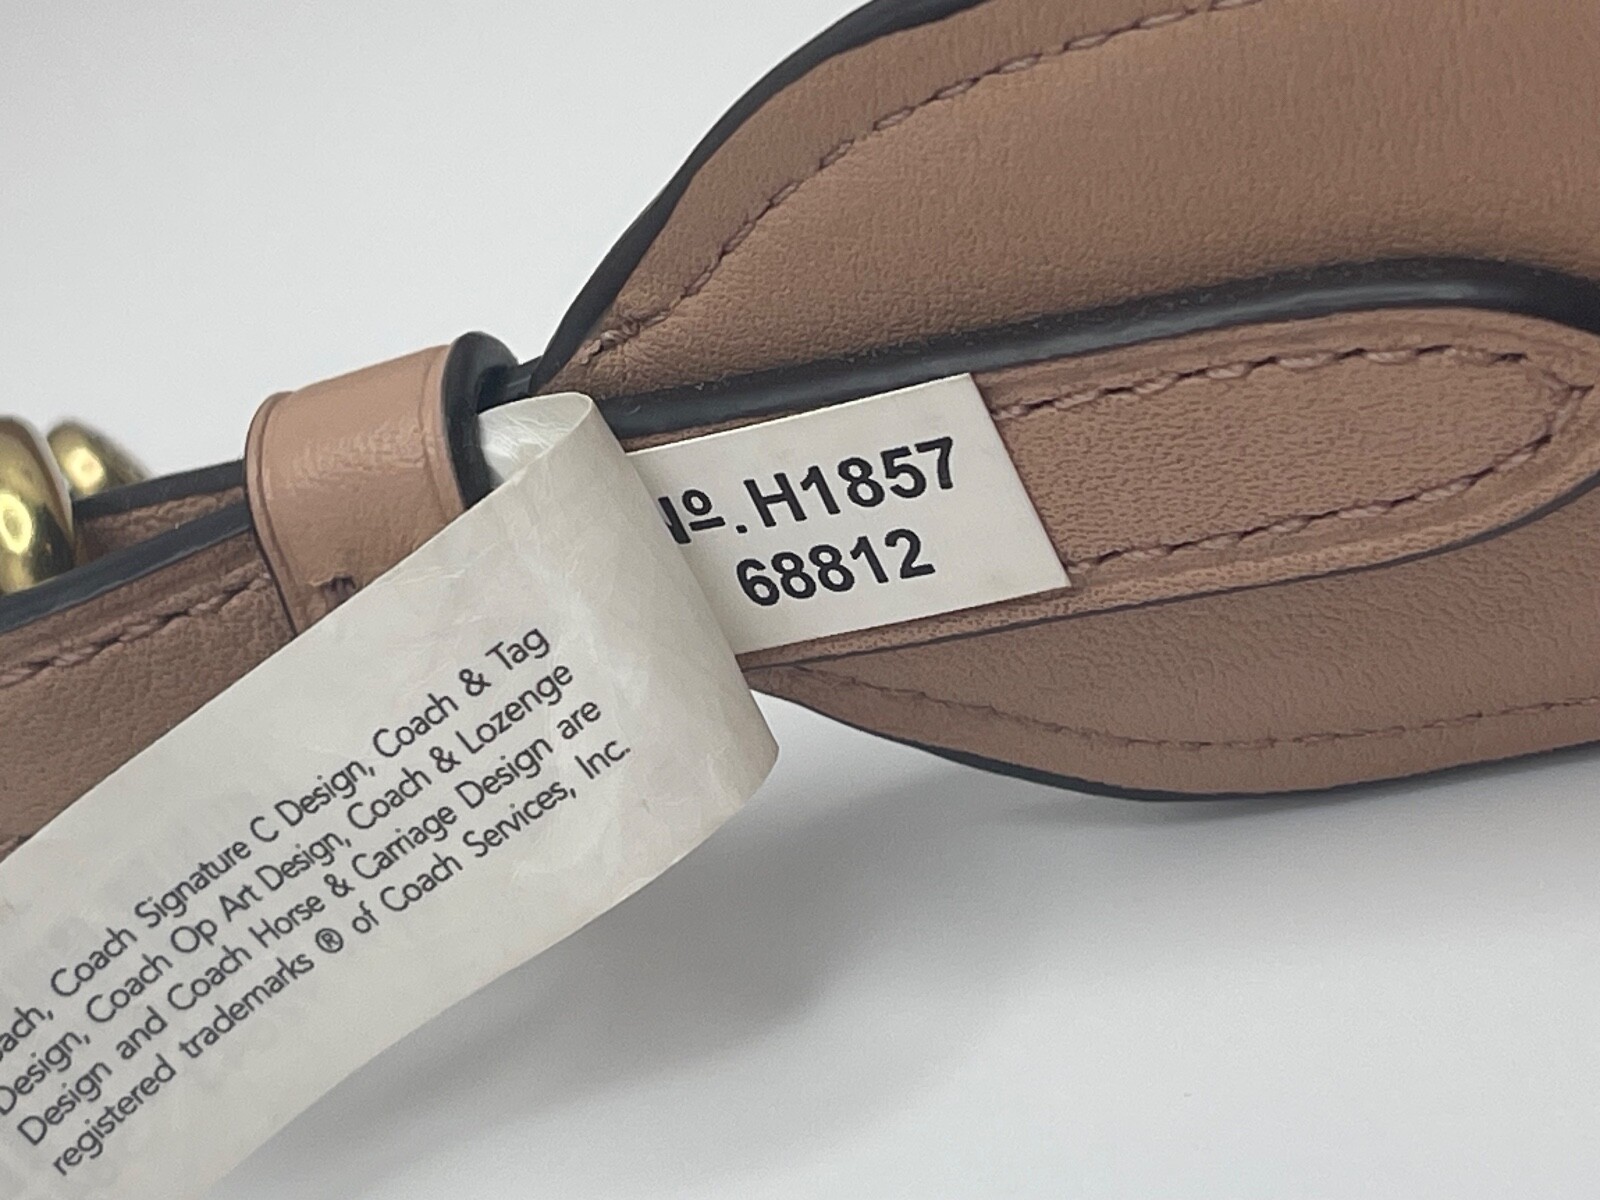 Nº. H1857
68812
Coach, Coach Signature C Design, Coach & Tag
Design, Coach Op Art Design, Coach & Lozenge
Design and Coach Horse & Carriage Design are
registered trademarks ® of Coach Services, Inc.